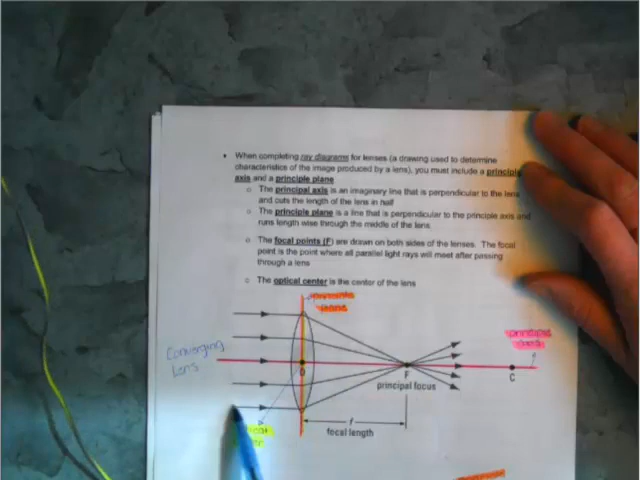 • When completing ray diagrams for lenses (a drawing used to determine
characteristics of the image produced by a lens), you must include a principle
axis and a principle plane
o The principal axis is an imaginary line that is perpendicular to the lens
and cuts the length of the lens in half
o The principle plane is a line that is perpendicular to the principle axis and
runs length wise through the middle of the lens
o The focal points (F) are drawn on both sides of the lenses. The focal
point is the point where all parallel light rays will meet after passing
through a lens
o The optical center is the center of the lens
Converging
Lens
O
F
C
principal focus
f
focal length